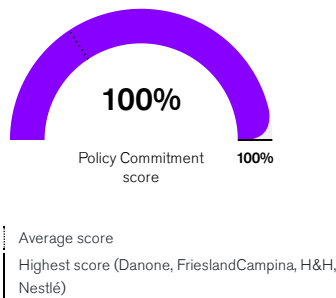 100%
Policy Commitment
score
100%
Average score
Highest score (Danone, FrieslandCampina, H&H,
Nestlé)